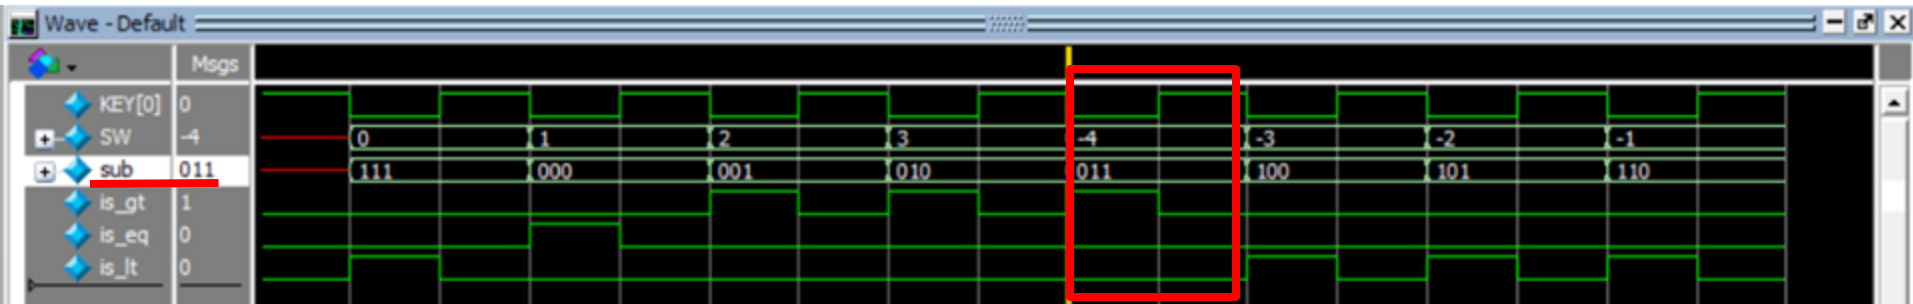 Wave - Default
Msgs
KEY[0] 0
SW -4 0 1 2 3 -4 -3 -2 -1
sub 011 111 000 001 010 011 100 101 110
is_gt 1
is_eq 0
is_lt 0